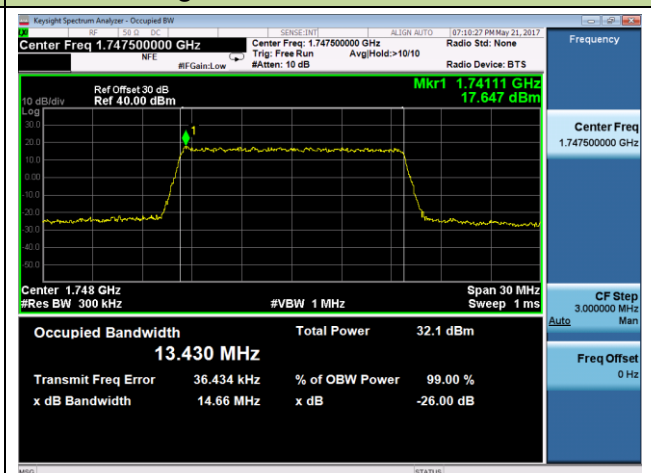 Keysight Spectrum Analyzer - Occupied BW
RF 50 Ω DC SENSE:INT ALIGN AUTO 07:10:27 PM May 21, 2017
Center Freq 1.747500000 GHz Center Freq: 1.747500000 GHz Radio Std: None Frequency
NFE Trig: Free Run Avg|Hold:>10/10
#IFGain:Low #Atten: 10 dB Radio Device: BTS
Ref Offset 30 dB Mkr1 1.74111 GHz
10 dB/div Ref 40.00 dBm 17.647 dBm
Log
30.0
1
20.0
10.0
0.00
-10.0
-20.0
-30.0
-40.0
-50.0
Center Freq
1.747500000 GHz
Center 1.748 GHz Span 30 MHz
#Res BW 300 kHz #VBW 1 MHz Sweep 1 ms
CF Step
3.000000 MHz
Auto Man
Occupied Bandwidth Total Power 32.1 dBm
13.430 MHz
Freq Offset
0 Hz
Transmit Freq Error 36.434 kHz % of OBW Power 99.00 %
x dB Bandwidth 14.66 MHz x dB -26.00 dB
MSG STATUS